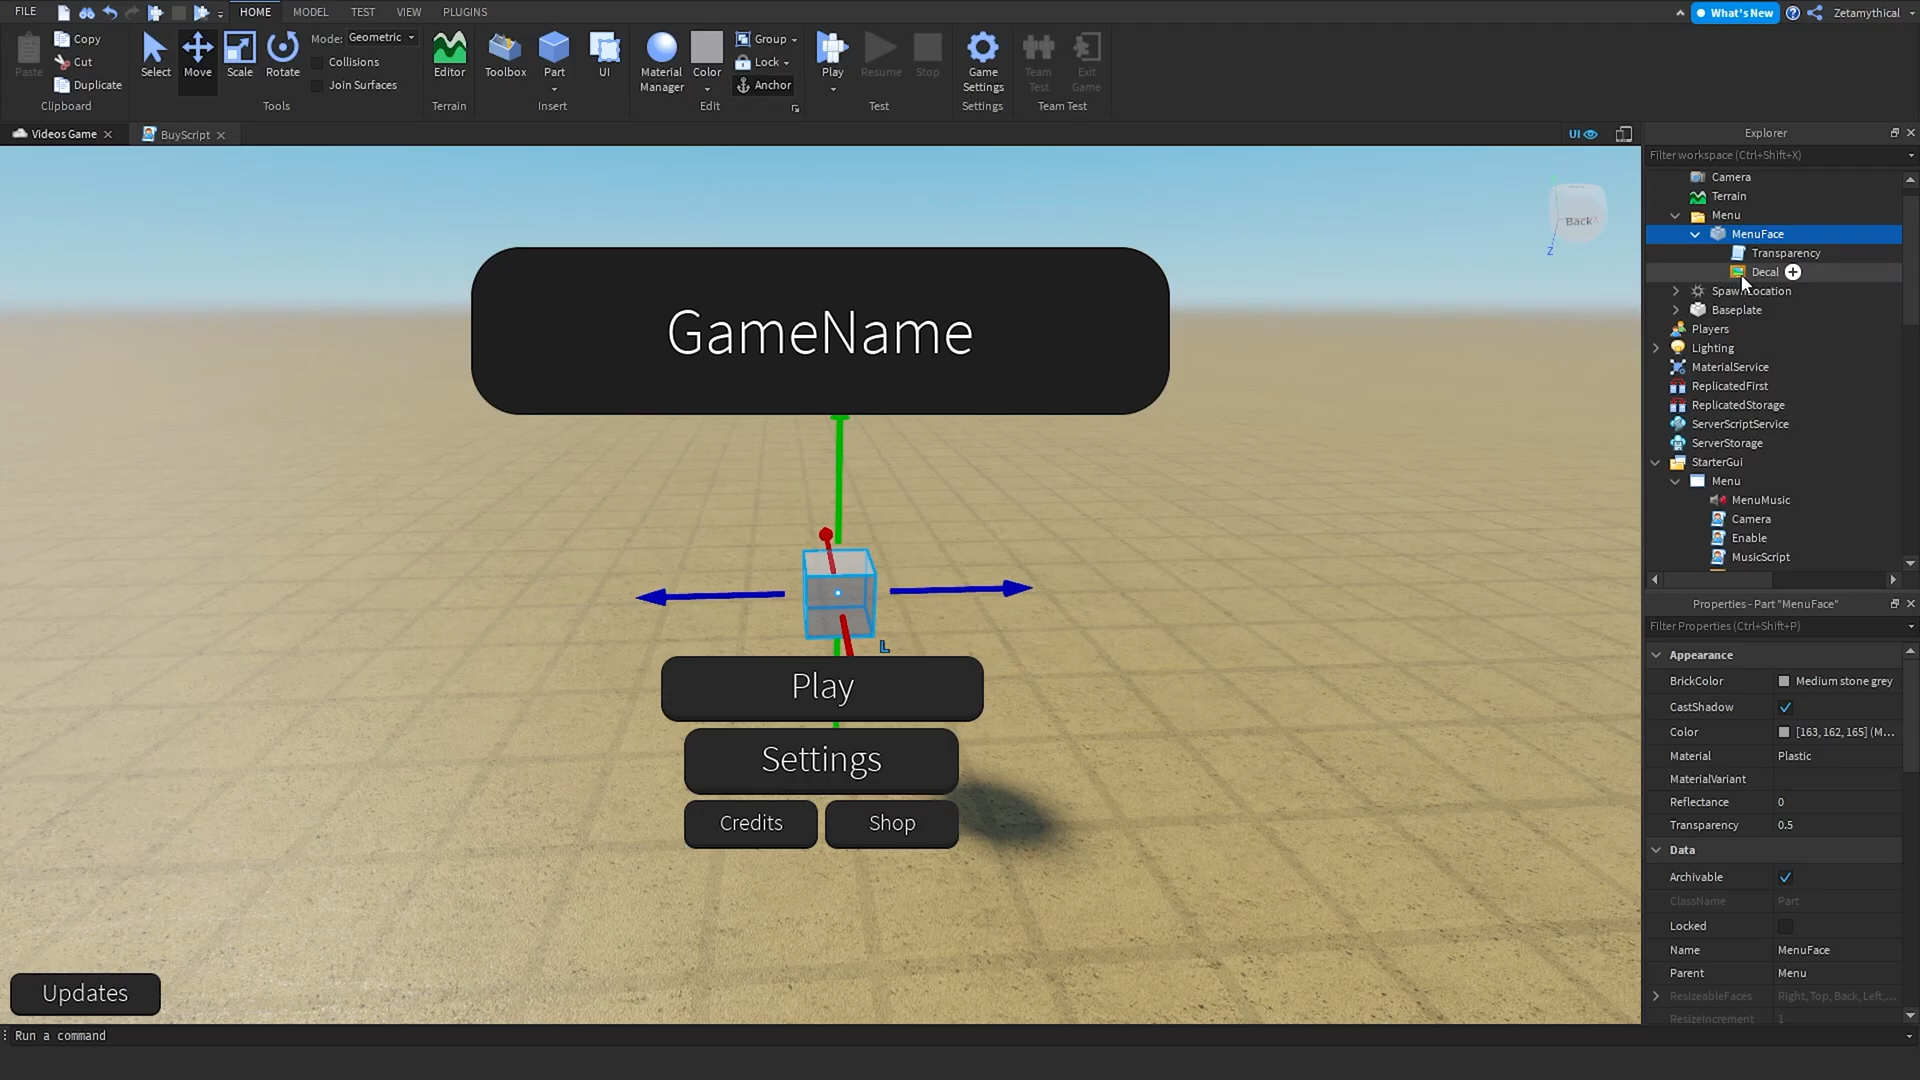 FILE HOME MODEL TEST VIEW PLUGINS What's New Zetamythical
Paste Copy Cut Duplicate Clipboard
Select Move Scale Rotate Mode: Geometric Collisions Join Surfaces Tools
Editor Terrain
Toolbox Part UI Insert
Material Manager Color Group Lock Anchor Edit
Play Resume Stop Test
Game Settings Settings
Team Test Exit Game Team Test
Videos Game BuyScript UI
Back
Z
GameName
L
Play
Settings
Credits Shop
Updates
Run a command
Explorer
Filter workspace (Ctrl+Shift+X)
Camera
Terrain
Menu
MenuFace
Transparency
Decal
SpawnLocation
Baseplate
Players
Lighting
MaterialService
ReplicatedFirst
ReplicatedStorage
ServerScriptService
ServerStorage
StarterGui
Menu
MenuMusic
Camera
Enable
MusicScript
Properties - Part "MenuFace"
Filter Properties (Ctrl+Shift+P)
Appearance
BrickColor Medium stone grey
CastShadow
Color [163, 162, 165] (M...
Material Plastic
MaterialVariant
Reflectance 0
Transparency 0.5
Data
Archivable
ClassName Part
Locked
Name MenuFace
Parent Menu
ResizeableFaces Right, Top, Back, Left,...
ResizeIncrement 1